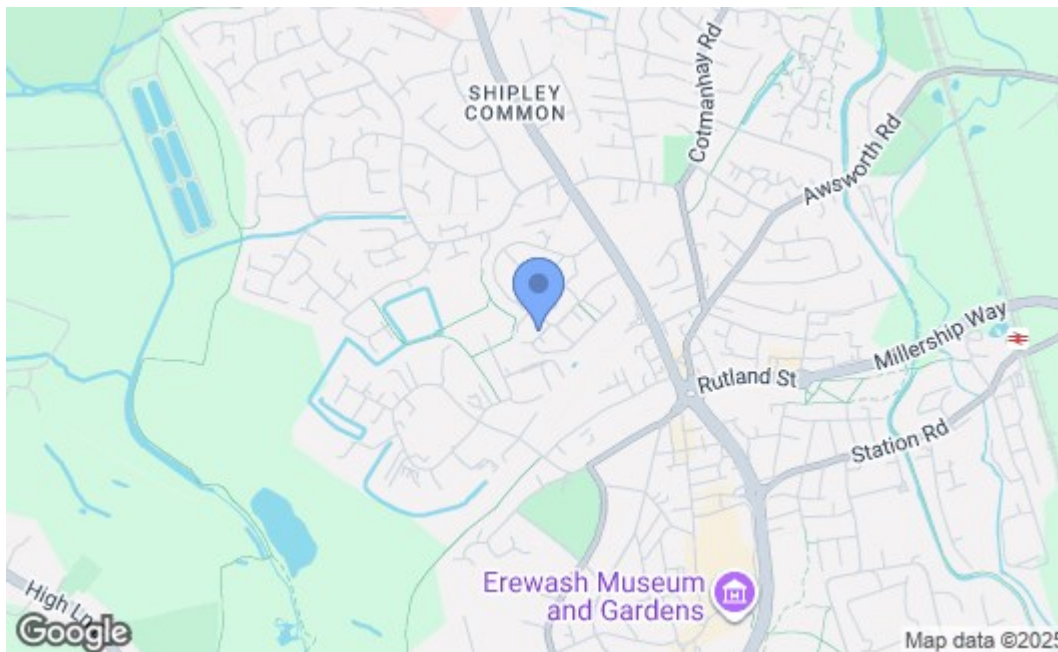 SHIPLEY
COMMON
Cotmanhay Rd
Awsworth Rd
Millership Way
Rutland St
Station Rd
Erewash Museum
and Gardens
High Ln
Google
Map data ©2025